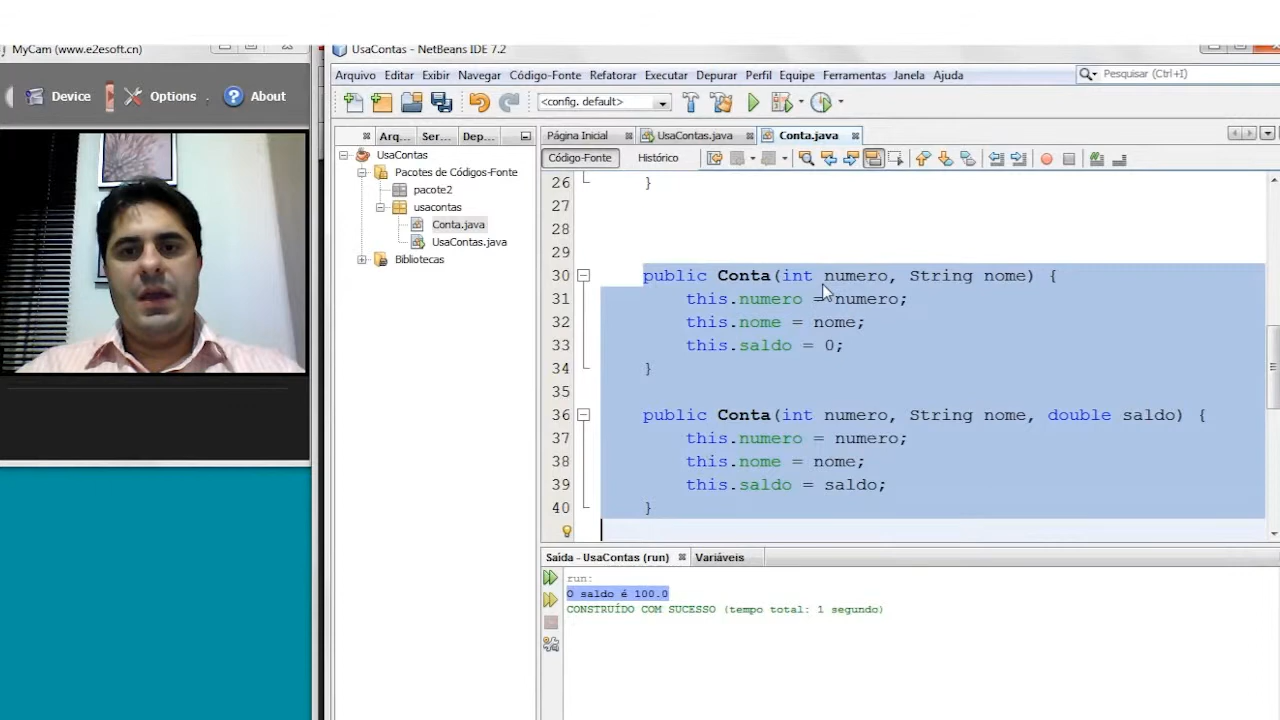 MyCam (www.e2esoft.cn)
Device
Options
About
UsaContas - NetBeans IDE 7.2
Arquivo Editar Exibir Navegar Código-Fonte Refatorar Executar Depurar Perfil Equipe Ferramentas Janela Ajuda
Pesquisar (Ctrl+I)
<config. default>
Arq... Ser... Dep...
Página Inicial UsaContas.java Conta.java
Código-Fonte Histórico
UsaContas
Pacotes de Códigos-Fonte
pacote2
usacontas
Conta.java
UsaContas.java
Bibliotecas
26 }
27
28
29
30 public Conta(int numero, String nome) {
31 this.numero = numero;
32 this.nome = nome;
33 this.saldo = 0;
34 }
35
36 public Conta(int numero, String nome, double saldo) {
37 this.numero = numero;
38 this.nome = nome;
39 this.saldo = saldo;
40 }
Saída - UsaContas (run) Variáveis
run:
O saldo é 100.0
CONSTRUÍDO COM SUCESSO (tempo total: 1 segundo)